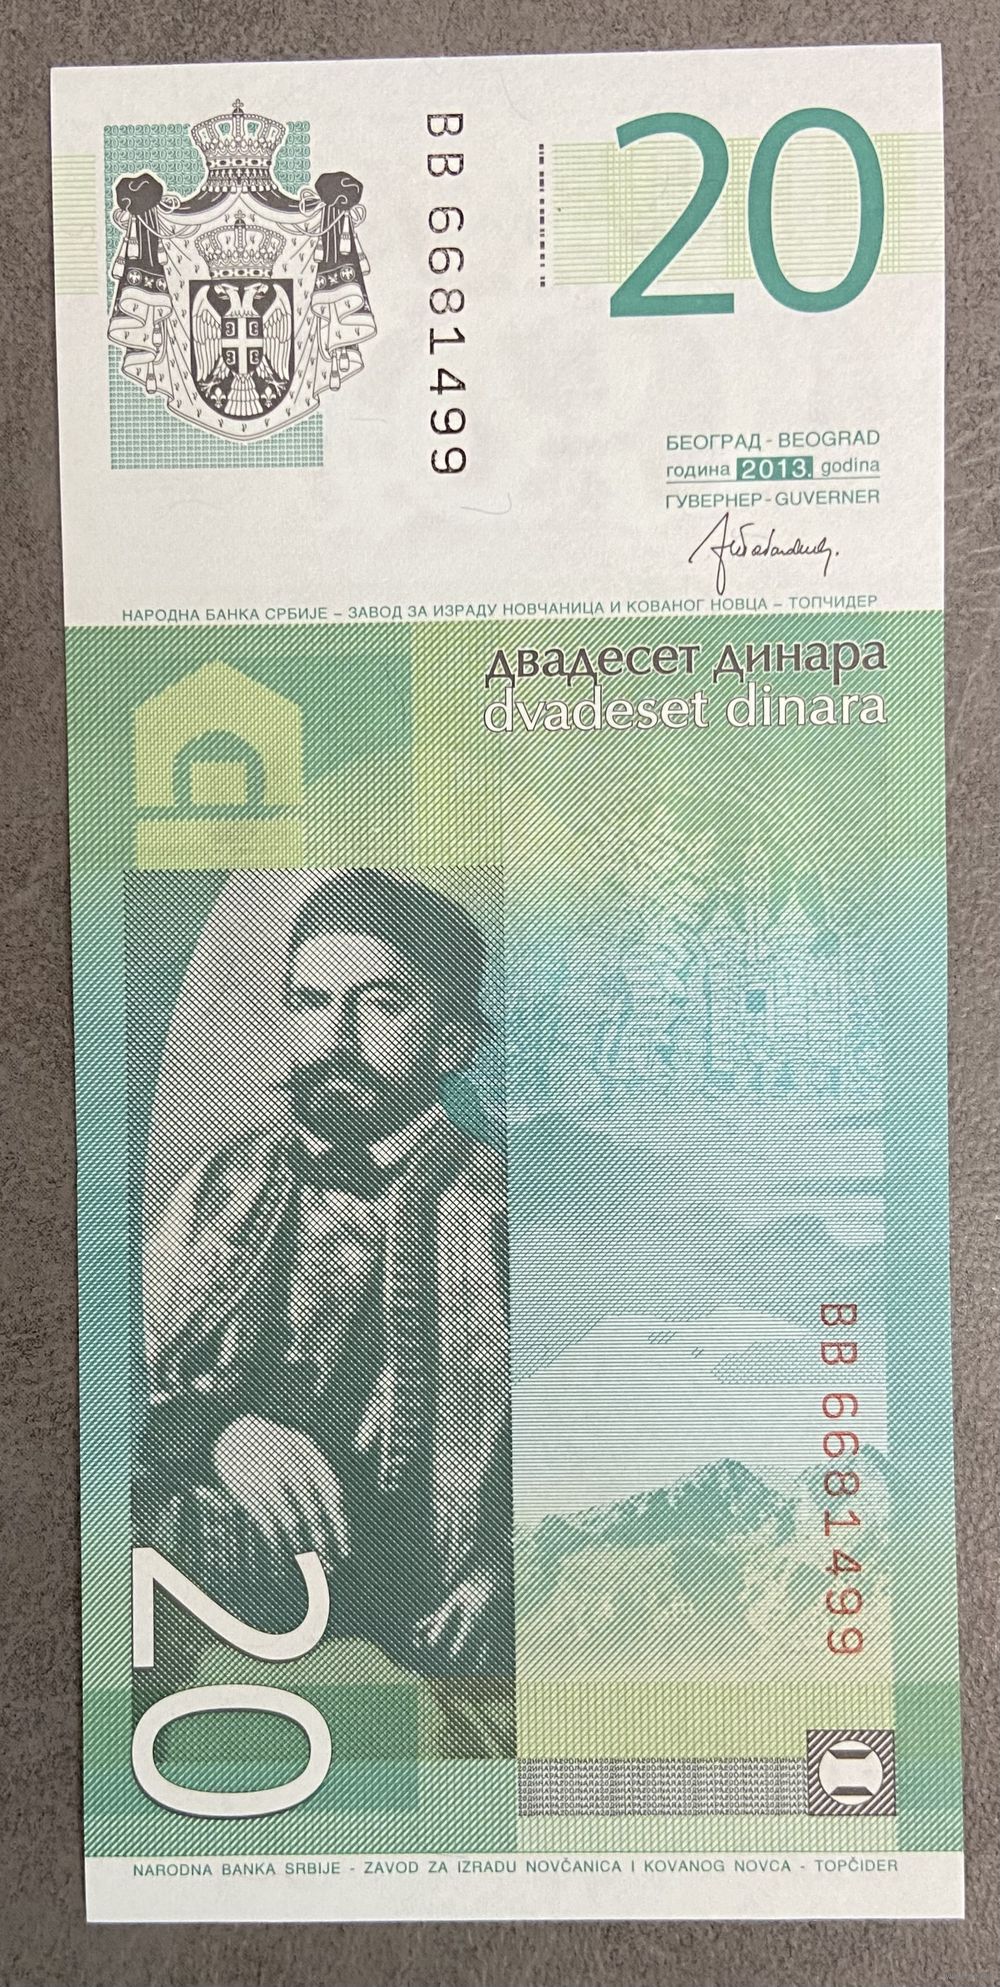 20
BB 6681499
БЕОГРАД - BEOGRAD
година 2013. godina
ГУВЕРНЕР - GUVERNER
НАРОДНА БАНКА СРБИЈЕ – ЗАВОД ЗА ИЗРАДУ НОВЧАНИЦА И КОВАНОГ НОВЦА – ТОПЧИДЕР
двадесет динара
dvadeset dinara
BB 6681499
20
NARODNA BANKA SRBIJE - ZAVOD ZA IZRADU NOVČANICA I KOVANOG NOVCA - TOPČIDER